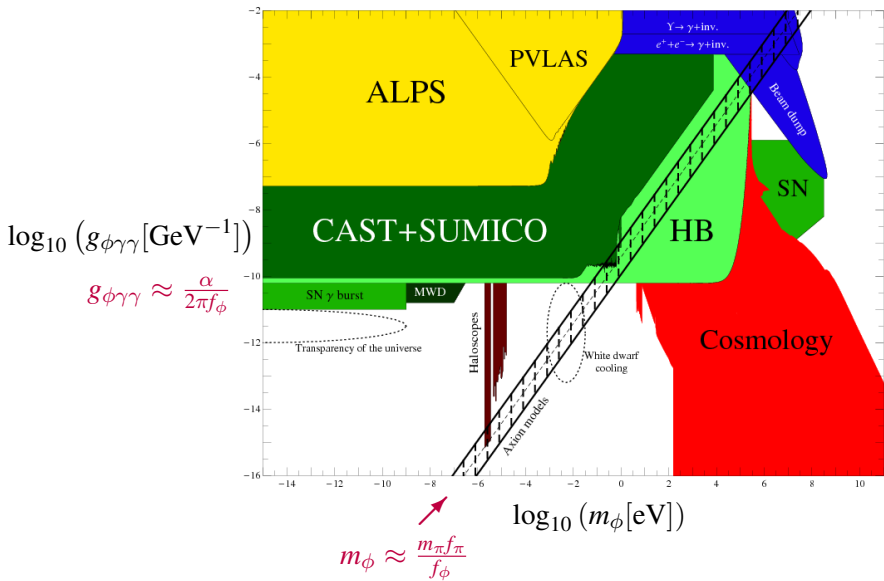 −2
−4
−6
−8
−10
−12
−14
−16
ALPS
PVLAS
ϒ→ γ+inv.
e⁺+e⁻→ γ+inv.
Beam dump
SN
CAST+SUMICO
HB
SN γ burst
MWD
Transparency of the universe
Haloscopes
Axion models
White dwarf
cooling
Cosmology
log₁₀ (g_ϕγγ[GeV⁻¹])
g_ϕγγ ≈ α/2πf_ϕ
−14 −12 −10 −8 −6 −4 −2 0 2 4 6 8 10
log₁₀ (m_ϕ[eV])
m_ϕ ≈ m_π f_π/f_ϕ